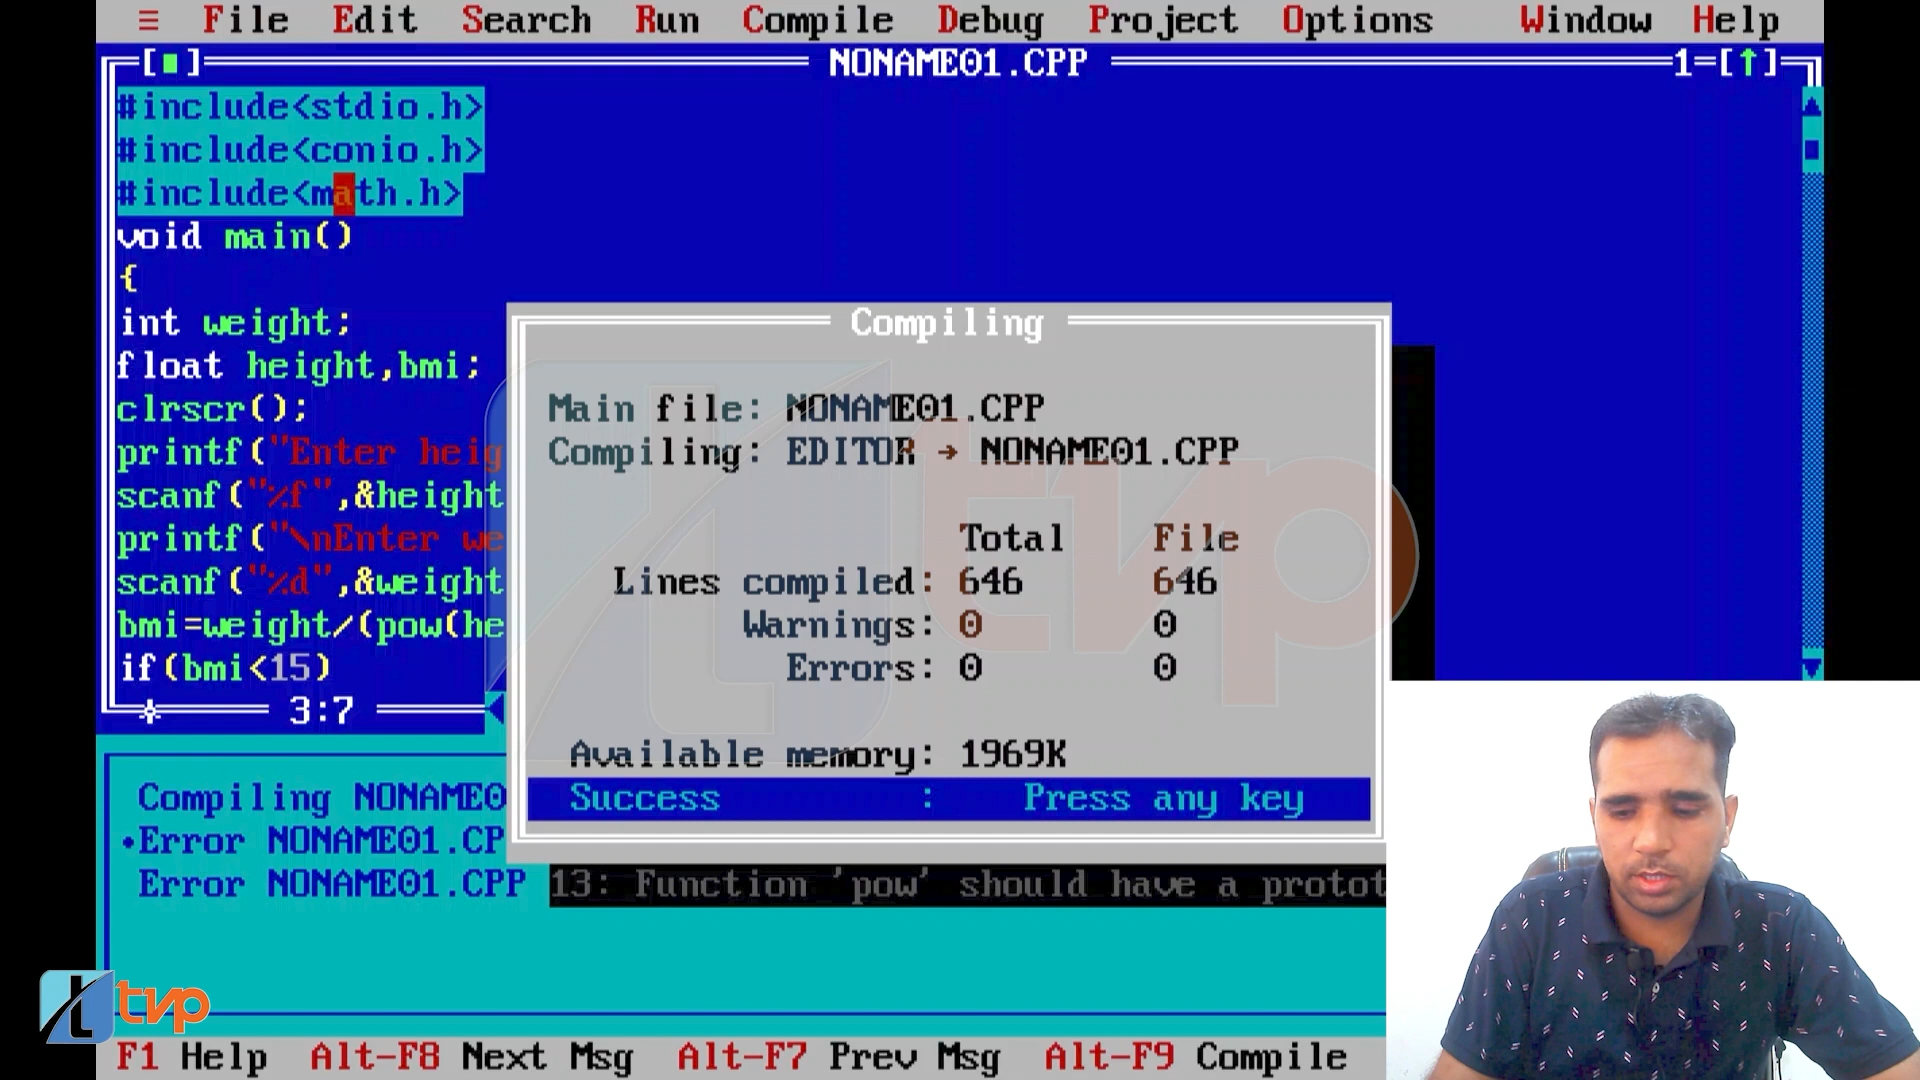 ≡ File Edit Search Run Compile Debug Project Options Window Help
[■] NONAME01.CPP 1=[↑]
#include<stdio.h>
#include<conio.h>
#include<math.h>
void main()
{
int weight;
float height,bmi;
clrscr();
printf("Enter heig
scanf("%f",&height
printf("\nEnter we
scanf("%d",&weight
bmi=weight/(pow(he
if(bmi<15)
3:7
Compiling
Main file: NONAME01.CPP
Compiling: EDITOR → NONAME01.CPP
Total File
Lines compiled: 646 646
Warnings: 0 0
Errors: 0 0
Available memory: 1969K
Success : Press any key
Compiling NONAME0
•Error NONAME01.CP
Error NONAME01.CPP 13: Function 'pow' should have a protot
tvp
tvp
F1 Help Alt-F8 Next Msg Alt-F7 Prev Msg Alt-F9 Compile